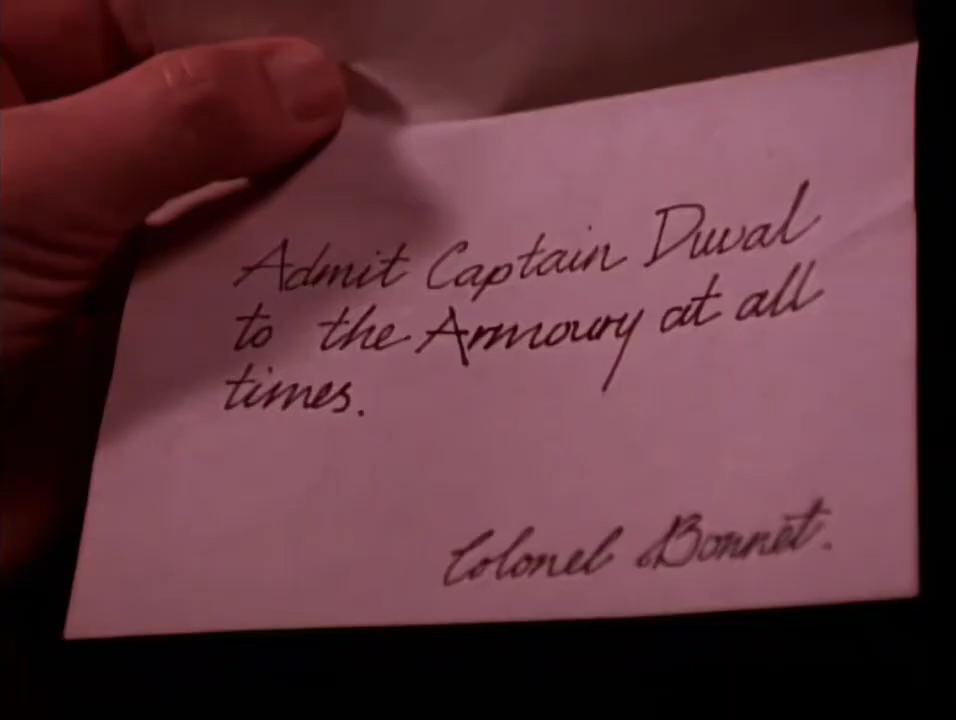 Admit Captain Duval
to the Armoury at all
times.
Colonel Bonnet.